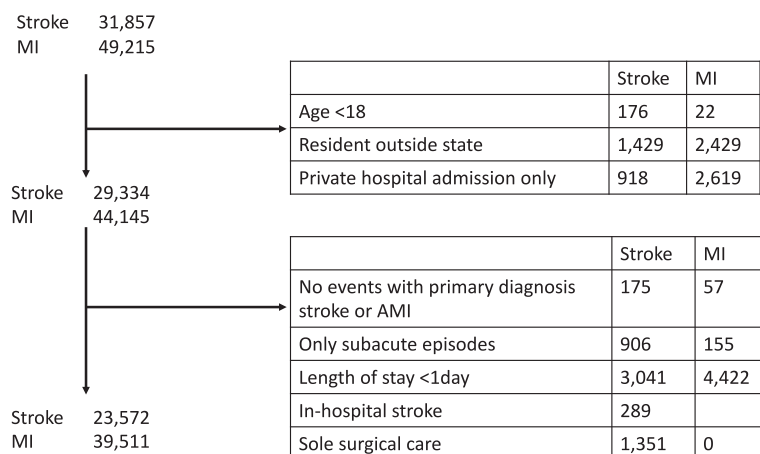 Stroke 31,857
MI 49,215
Stroke MI
Age <18 176 22
Resident outside state 1,429 2,429
Private hospital admission only 918 2,619
Stroke 29,334
MI 44,145
Stroke MI
No events with primary diagnosis 175 57
stroke or AMI
Only subacute episodes 906 155
Length of stay <1day 3,041 4,422
In-hospital stroke 289
Sole surgical care 1,351 0
Stroke 23,572
MI 39,511